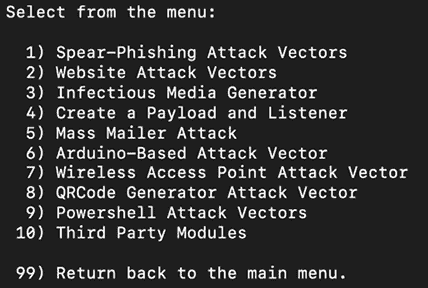 Select from the menu:
1) Spear-Phishing Attack Vectors
2) Website Attack Vectors
3) Infectious Media Generator
4) Create a Payload and Listener
5) Mass Mailer Attack
6) Arduino-Based Attack Vector
7) Wireless Access Point Attack Vector
8) QRCode Generator Attack Vector
9) Powershell Attack Vectors
10) Third Party Modules
99) Return back to the main menu.